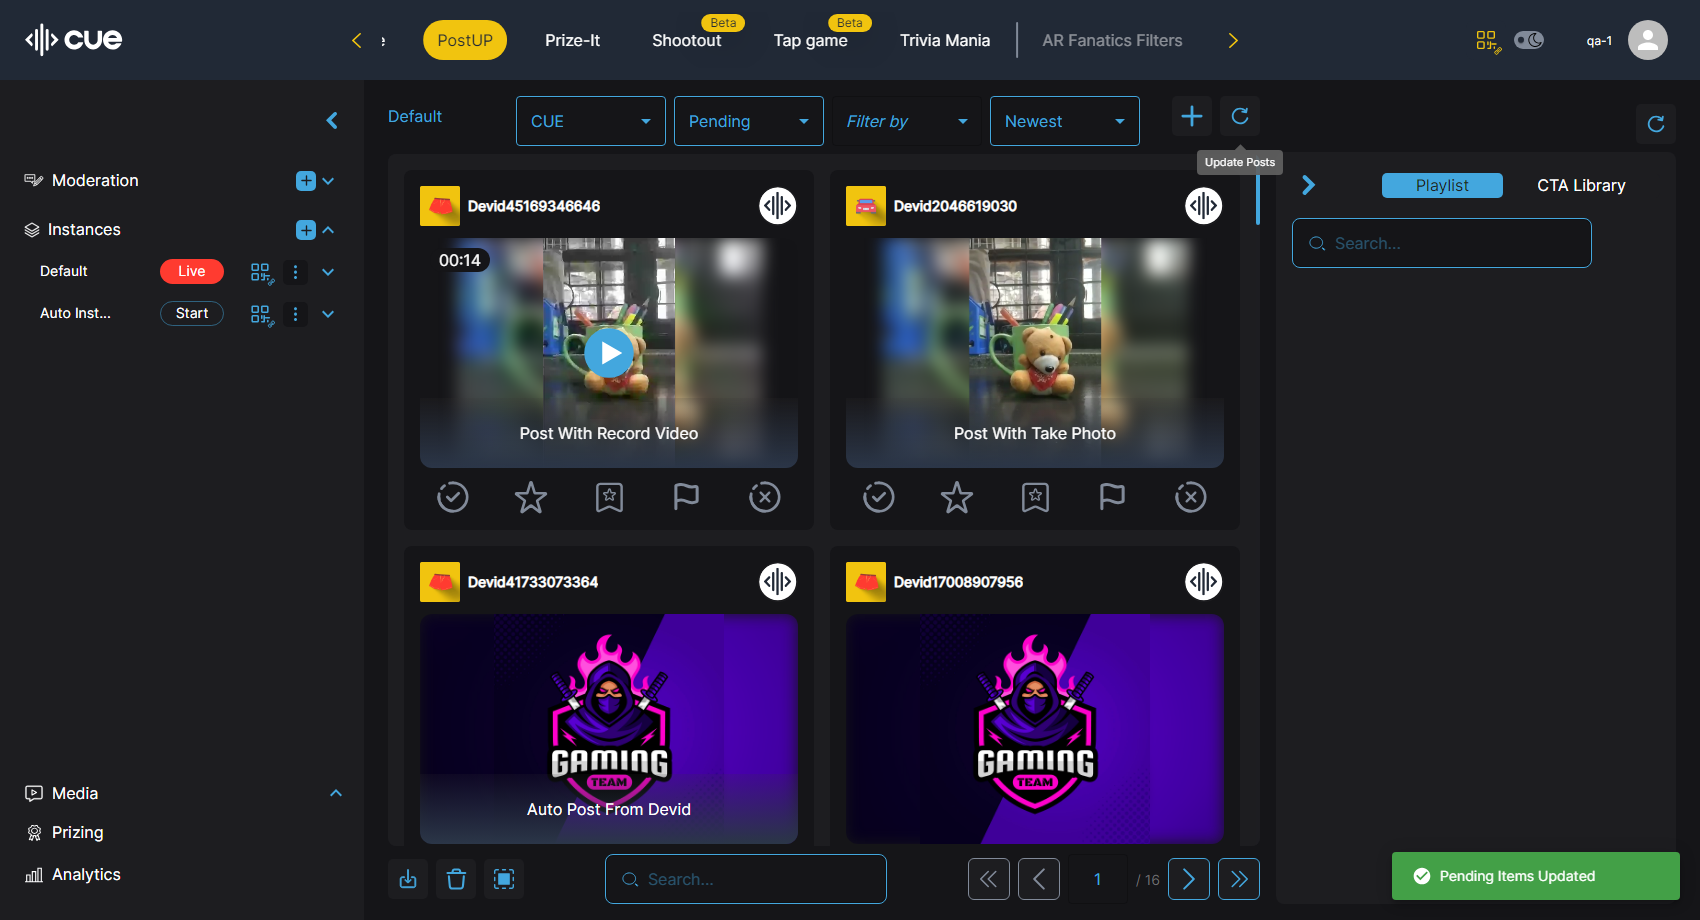 cue
e
PostUP
Prize-It
Shootout
Beta
Tap game
Beta
Trivia Mania
AR Fanatics Filters
qa-1
Default
CUE
Pending
Filter by
Newest
Update Posts
Moderation
Instances
Default
Live
Auto Inst...
Start
Media
Prizing
Analytics
Devid45169346646
00:14
Post With Record Video
Devid2046619030
Post With Take Photo
Devid41733073364
GAMING
TEAM
Auto Post From Devid
Devid17008907956
GAMING
TEAM
Search...
1
/ 16
Playlist
CTA Library
Search...
Pending Items Updated